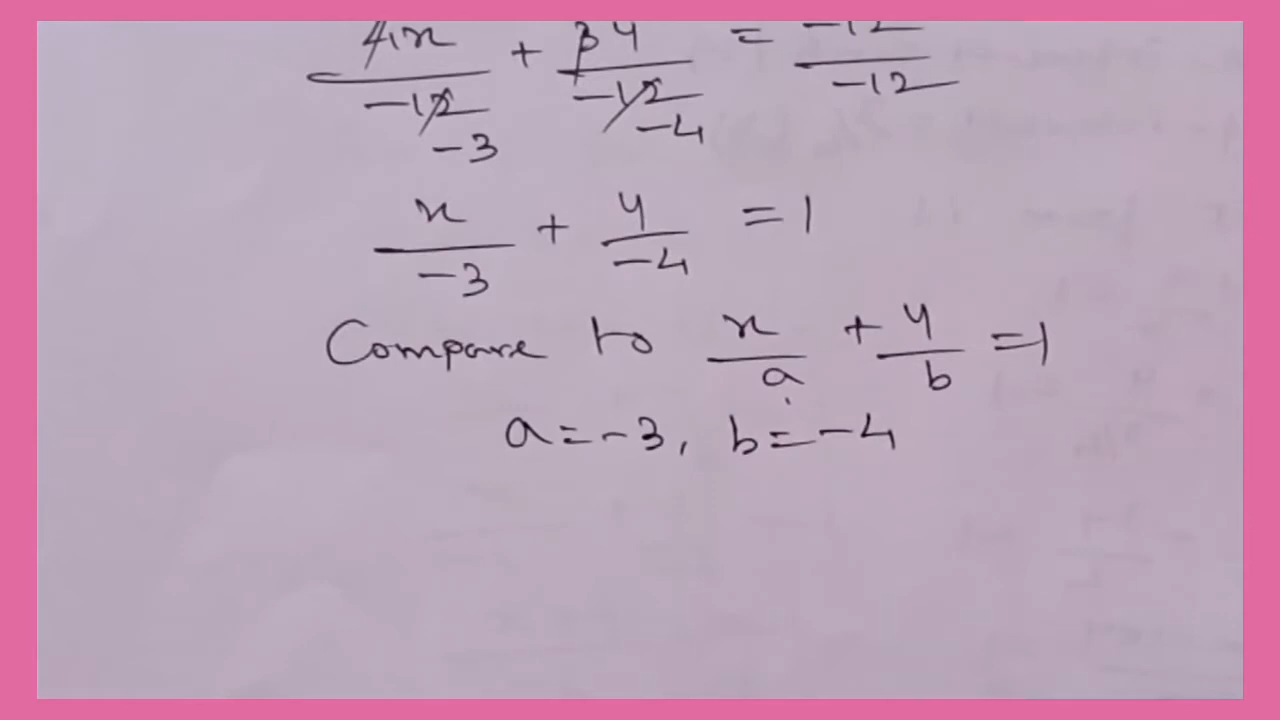 4x/-12 + 3y/-12 = -12/-12
-3 -4
x/-3 + y/-4 = 1
Compare to x/a + y/b = 1
a = -3, b = -4